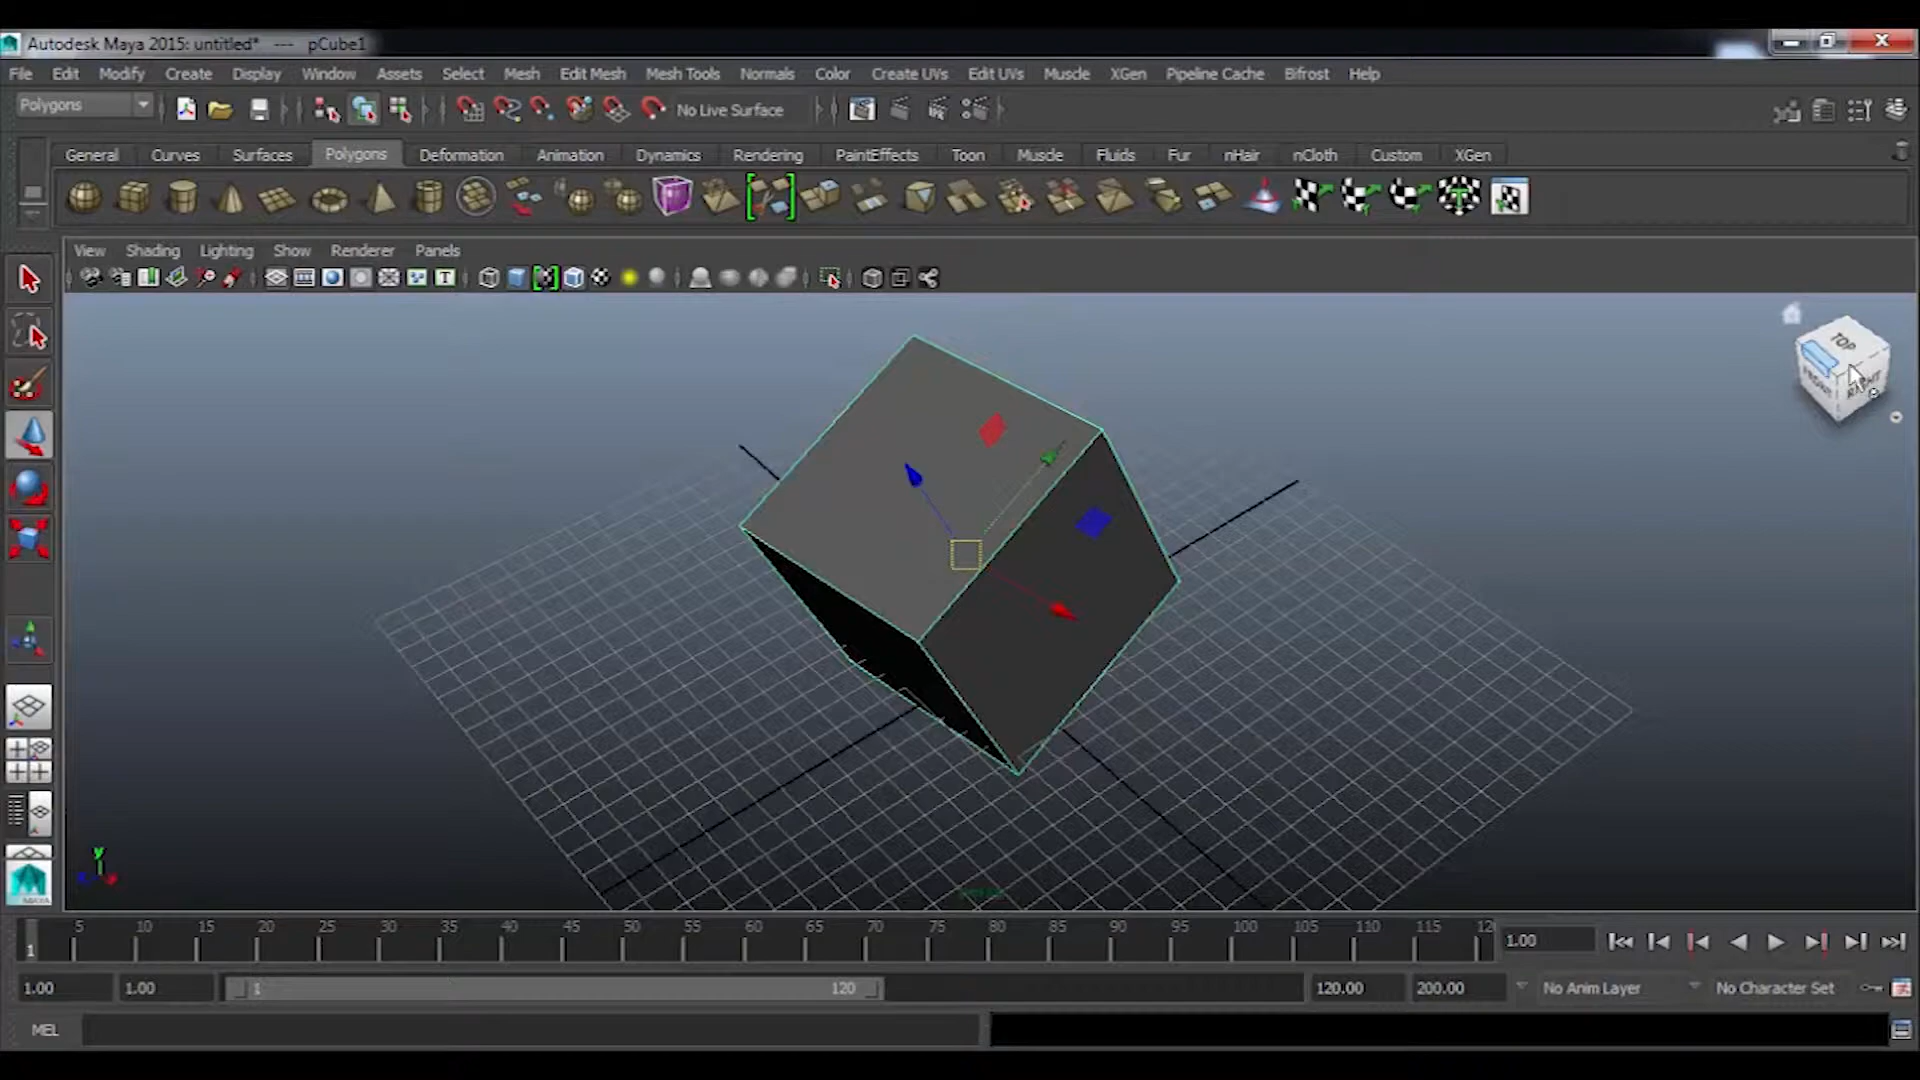 Autodesk Maya 2015: untitled* --- pCube1
File Edit Modify Create Display Window Assets Select Mesh Edit Mesh Mesh Tools Normals Color Create UVs Edit UVs Muscle XGen Pipeline Cache Bifrost Help
Polygons No Live Surface
General Curves Surfaces Polygons Deformation Animation Dynamics Rendering PaintEffects Toon Muscle Fluids Fur nHair nCloth Custom XGen
View Shading Lighting Show Renderer Panels
TOP
FRONT RIGHT
y
persp
5 10 15 20 25 30 35 40 45 50 55 60 65 70 75 80 85 90 95 100 105 110 115 12
1 1.00
1.00 1.00 1 120 120.00 200.00 No Anim Layer No Character Set
MEL